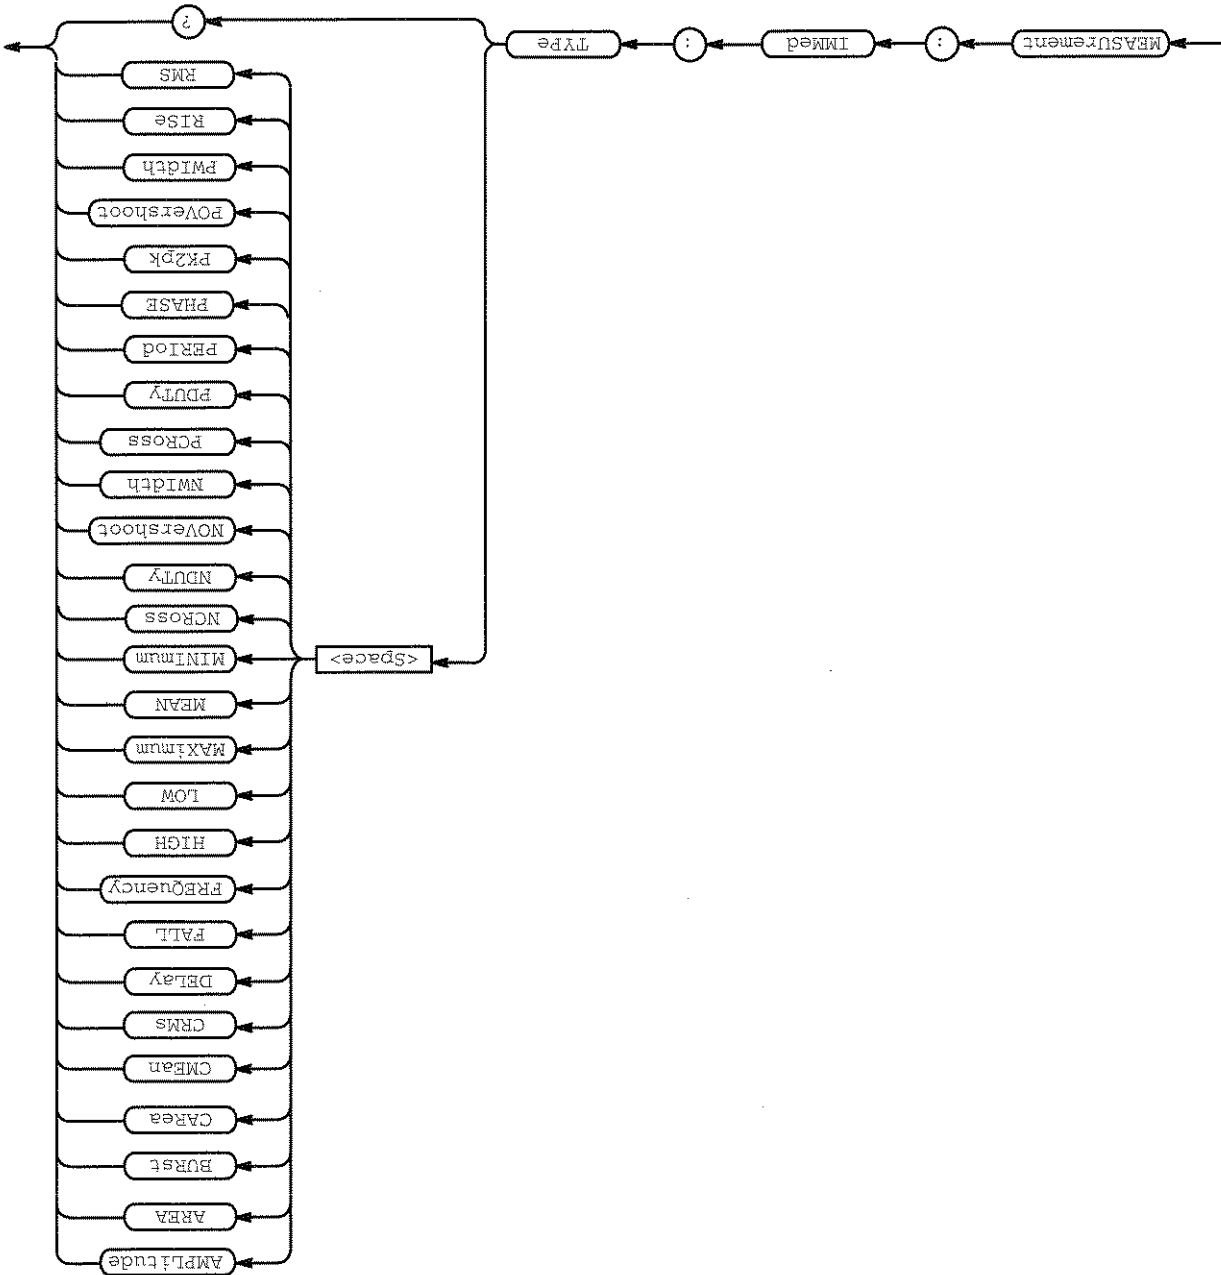 AMPLitude
AREA
BURst
CARea
CMEan
CRMs
DELay
FALL
FREQuency
HIGH
LOW
MAXimum
MEAN
<Space>
MINImum
NCROss
NDUTy
NOVershoot
NWIdth
PCROss
PDUTy
PERIod
PHASE
PK2pk
POVershoot
PWIdth
RISe
RMS
MEASUrement : IMMed : TYPe
?